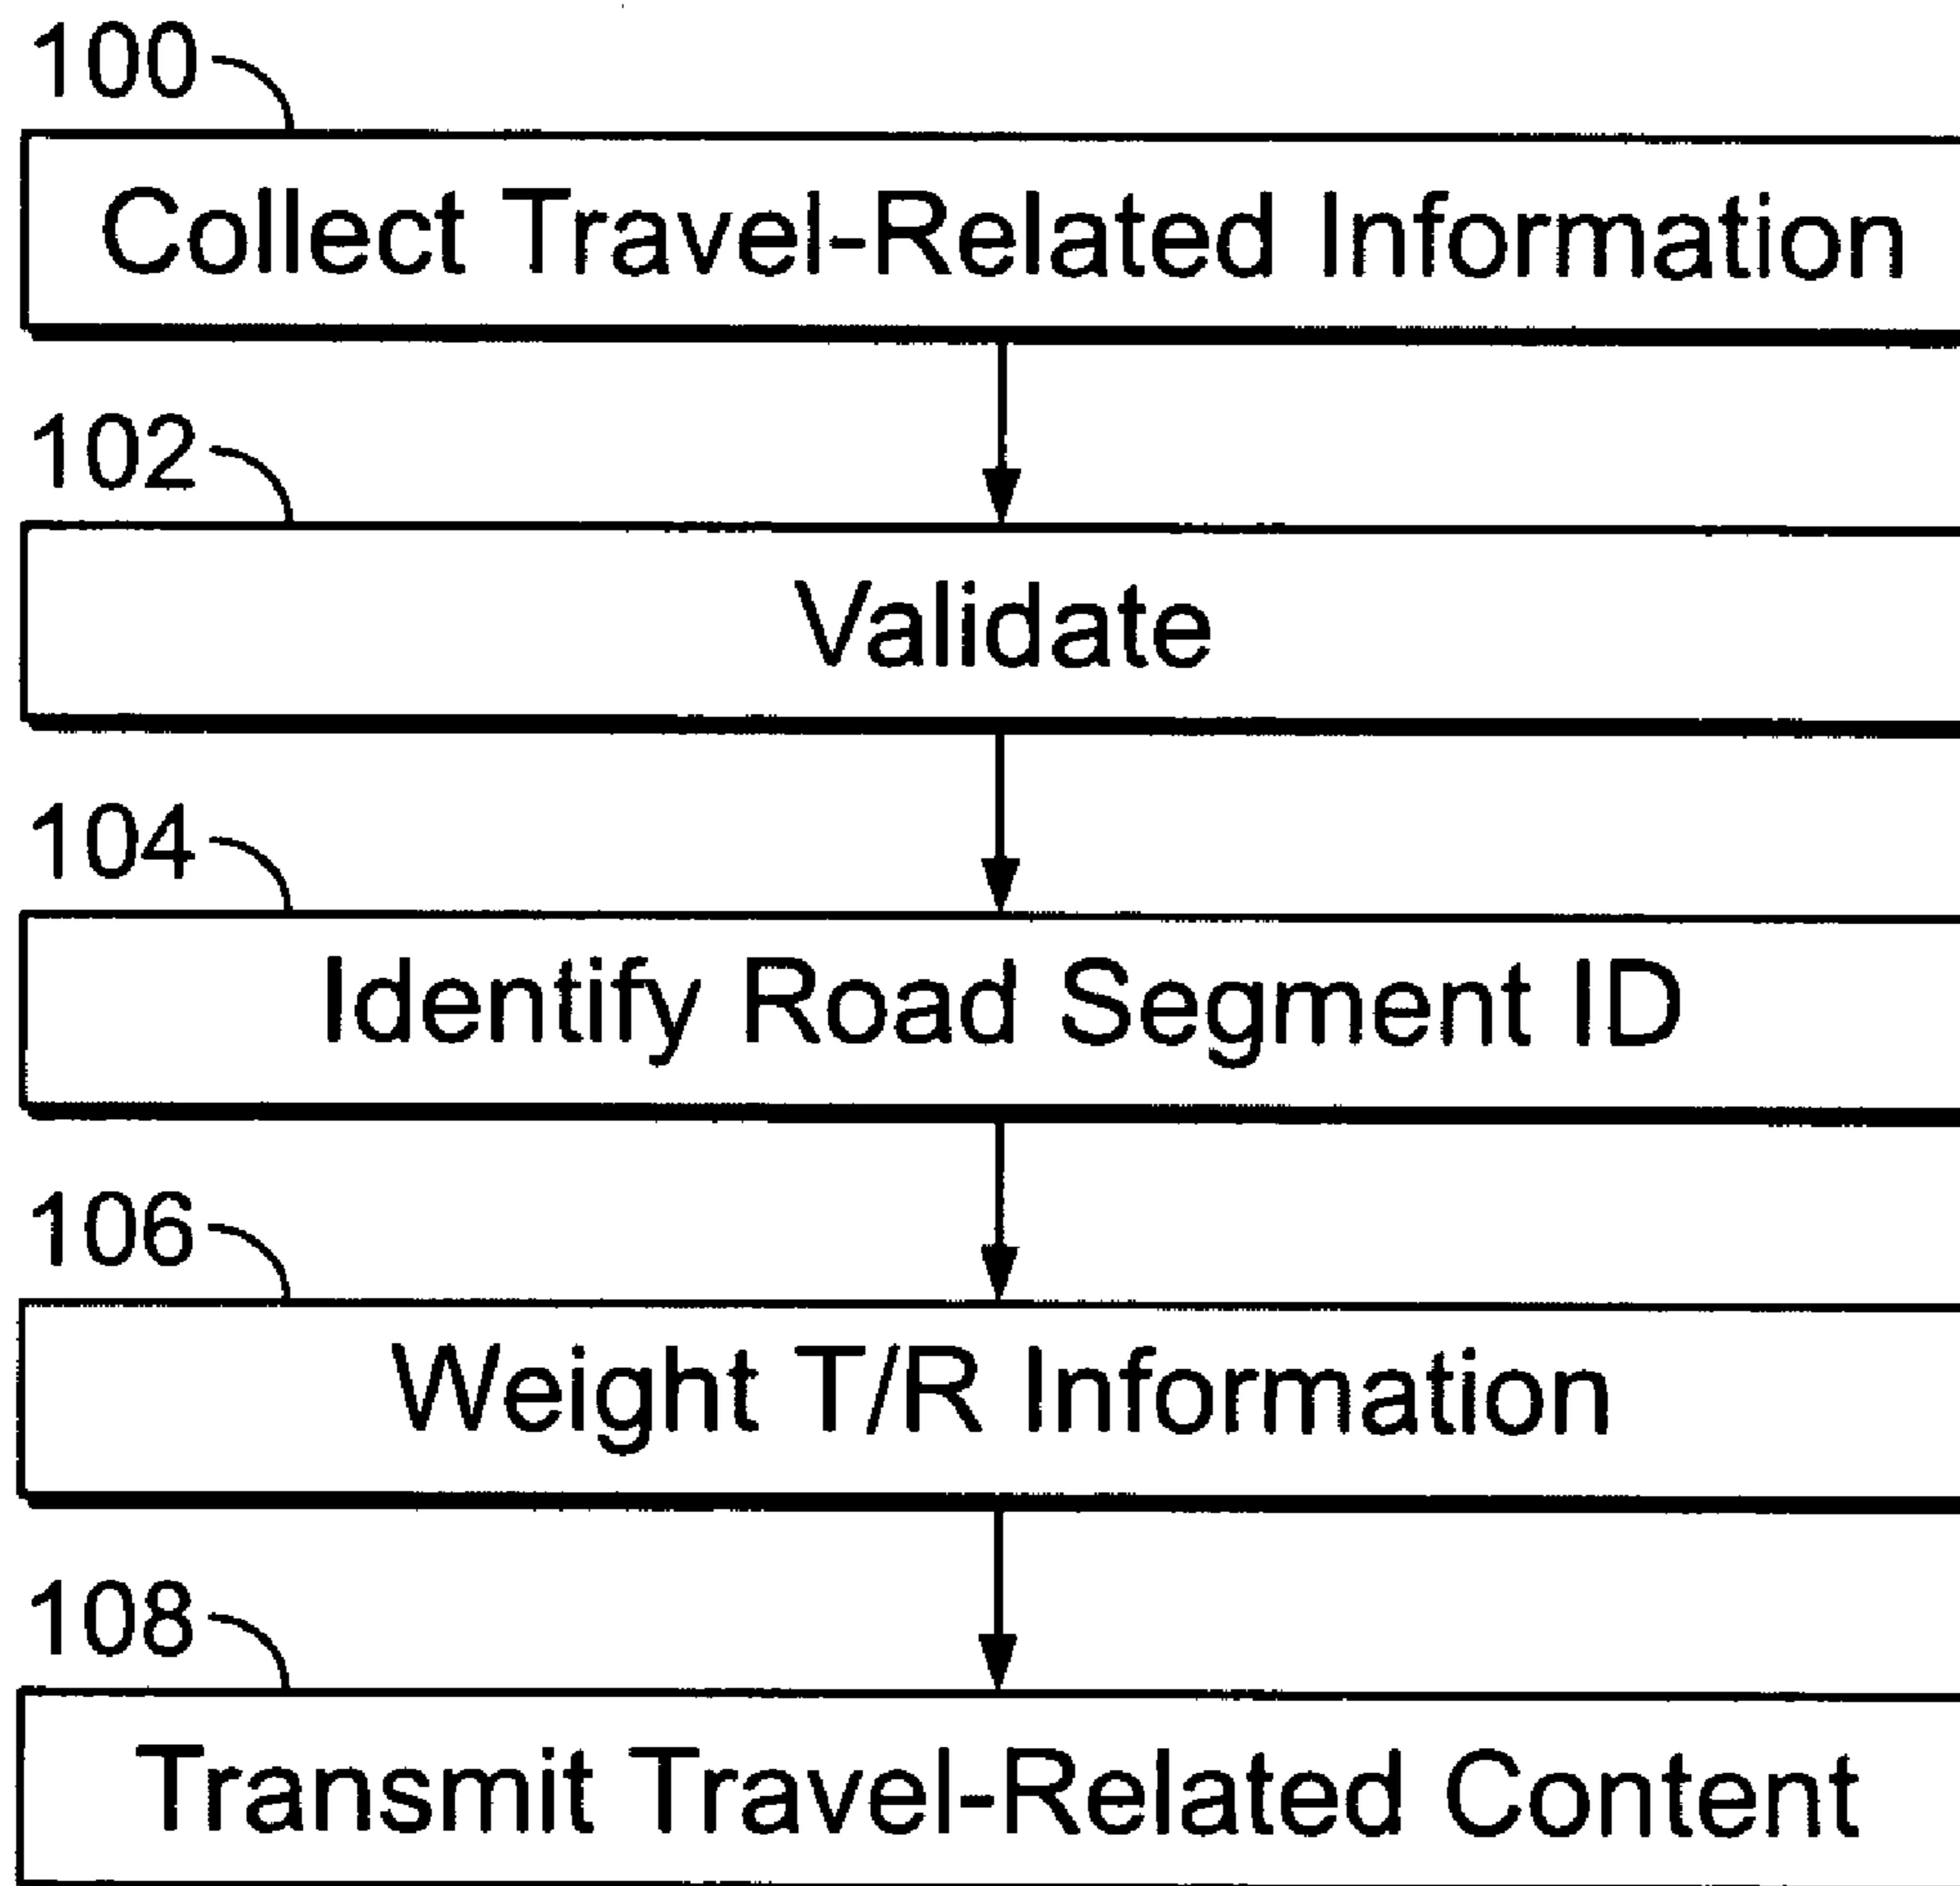 100
Collect Travel-Related Information
102
Validate
104
Identify Road Segment ID
106
Weight T/R Information
108
Transmit Travel-Related Content